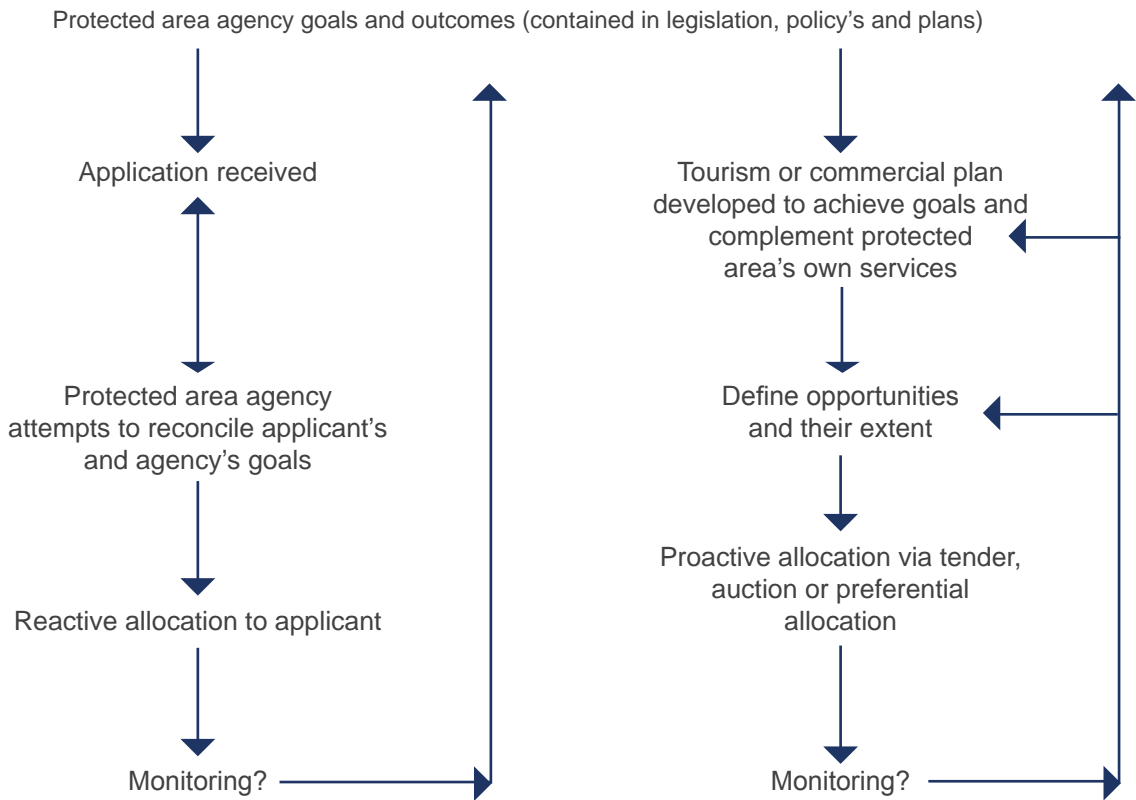 Protected area agency goals and outcomes (contained in legislation, policy's and plans)
Application received
Protected area agency
attempts to reconcile applicant's
and agency's goals
Reactive allocation to applicant
Monitoring?
Tourism or commercial plan
developed to achieve goals and
complement protected
area's own services
Define opportunities
and their extent
Proactive allocation via tender,
auction or preferential
allocation
Monitoring?